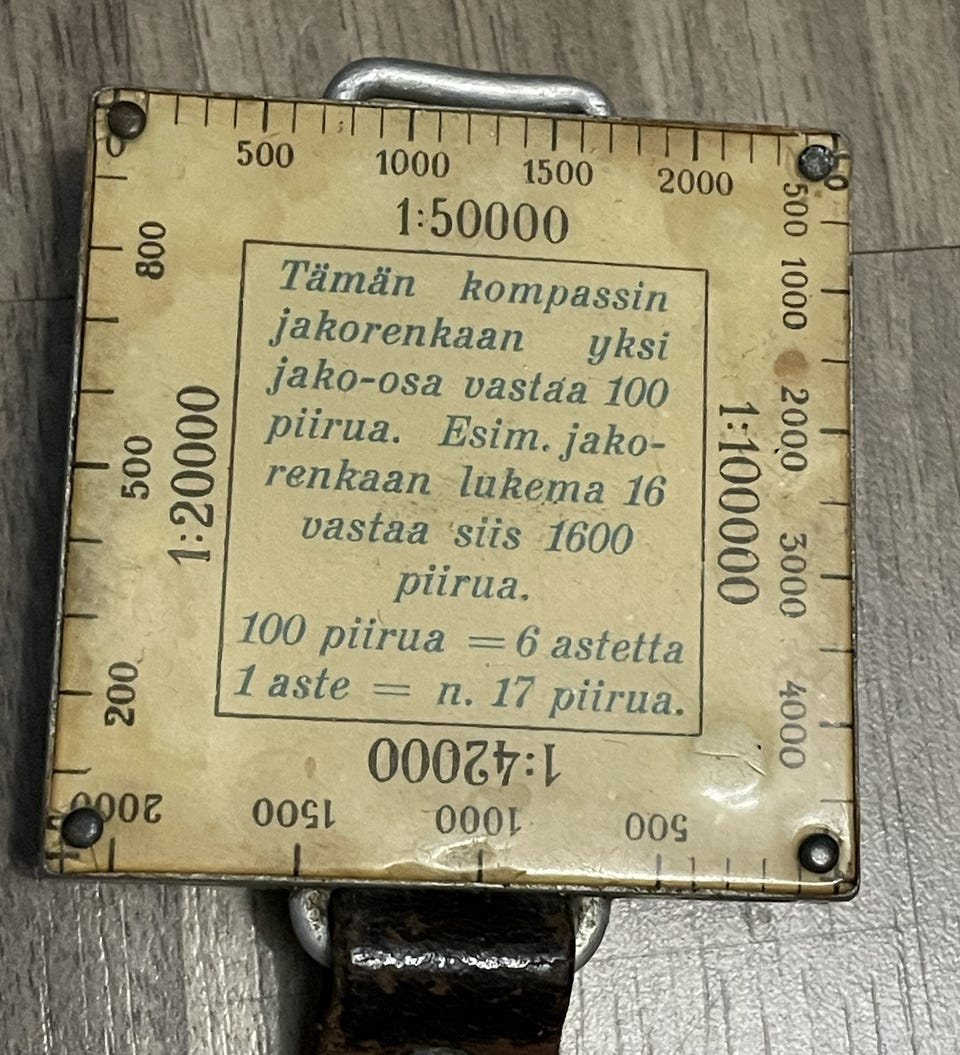 0
500 1000 1500 2000
0
1:50000
800
500
200
1:20000
Tämän kompassin
jakorenkaan yksi
jako-osa vastaa 100
piirua. Esim. jako-
renkaan lukema 16
vastaa siis 1600
piirua.
100 piirua = 6 astetta
1 aste = n. 17 piirua.
1:100000
500 1000 2000 3000 4000
1:42000
500 1000 1500 2000